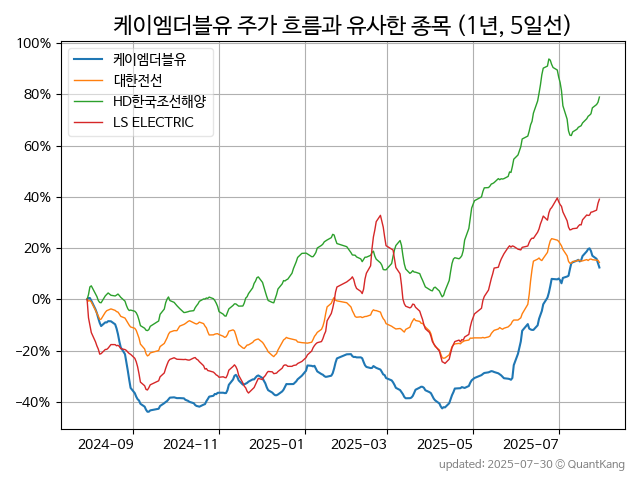 케이엠더블유 주가 흐름과 유사한 종목 (1년, 5일선)
케이엠더블유
대한전선
HD한국조선해양
LS ELECTRIC
100%
80%
60%
40%
20%
0%
−20%
−40%
2024-09 2024-11 2025-01 2025-03 2025-05 2025-07
updated: 2025-07-30 © QuantKang